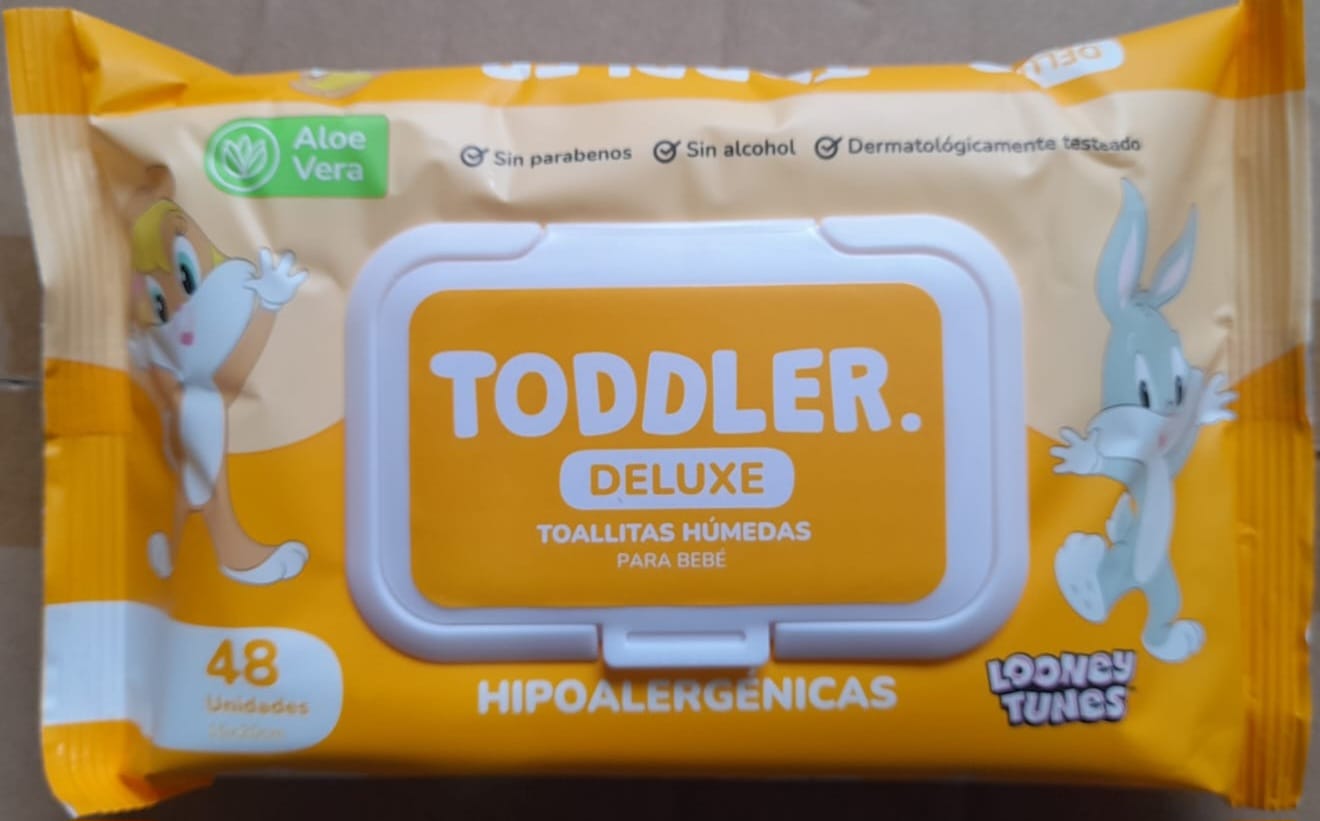 Aloe
Vera
Sin parabenos
Sin alcohol
Dermatológicamente testeado
TODDLER.
DELUXE
TOALLITAS HÚMEDAS
PARA BEBÉ
48
Unidades
HIPOALERGÉNICAS
LOONEY
TUNES